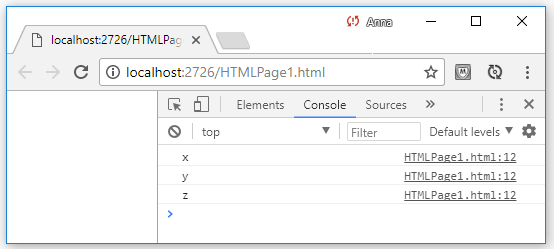 Anna
localhost:2726/HTMLPag
localhost:2726/HTMLPage1.html
Elements Console Sources
top Filter Default levels
x HTMLPage1.html:12
y HTMLPage1.html:12
z HTMLPage1.html:12